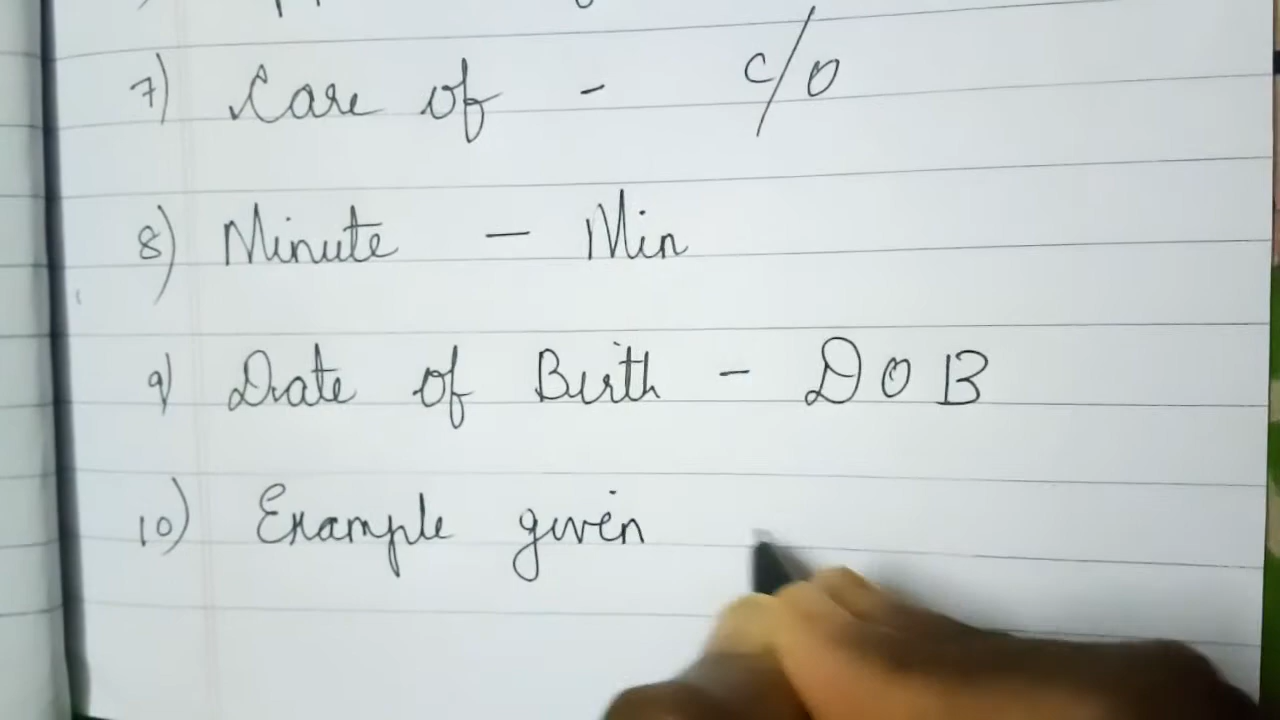 7) Care of - c/o
8) Minute - Min
9) Date of Birth - DOB
10) Example given